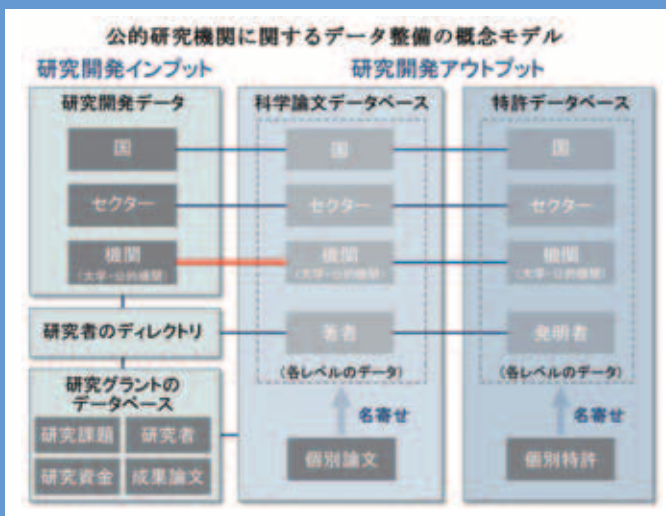 公的研究機関に関するデータ整備の概念モデル
研究開発インプット
研究開発アウトプット
研究開発データ
国
セクター
機関
(大学・公的機関)
研究者のディレクトリ
研究グラントの
データベース
研究課題
研究者
研究資金
成果論文
科学論文データベース
国
セクター
機関
(大学・公的機関)
著者
(各レベルのデータ)
名寄せ
個別論文
特許データベース
国
セクター
機関
(大学・公的機関)
発明者
(各レベルのデータ)
名寄せ
個別特許